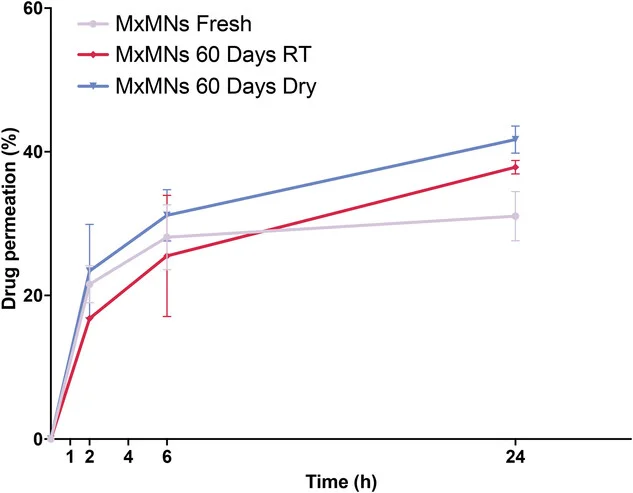 60
MxMNs Fresh
MxMNs 60 Days RT
MxMNs 60 Days Dry
40
20
0
Drug permeation (%)
1 2 4 6 24
Time (h)